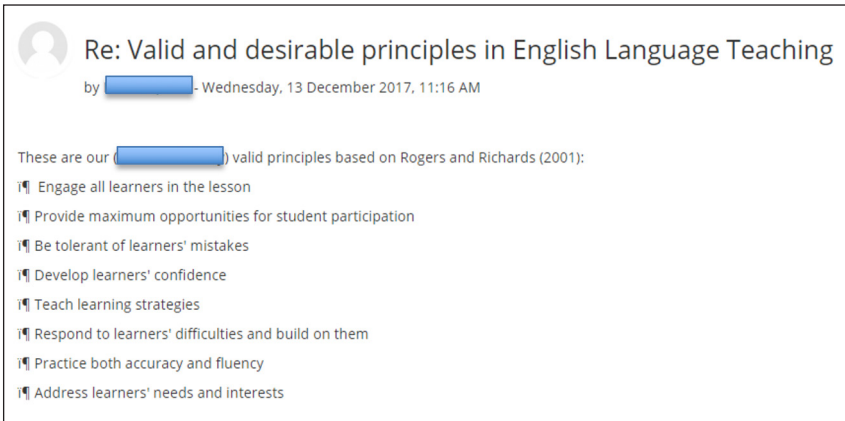 Re: Valid and desirable principles in English Language Teaching
by - Wednesday, 13 December 2017, 11:16 AM
These are our ( ) valid principles based on Rogers and Richards (2001):
ï¶ Engage all learners in the lesson
ï¶ Provide maximum opportunities for student participation
ï¶ Be tolerant of learners' mistakes
ï¶ Develop learners' confidence
ï¶ Teach learning strategies
ï¶ Respond to learners' difficulties and build on them
ï¶ Practice both accuracy and fluency
ï¶ Address learners' needs and interests